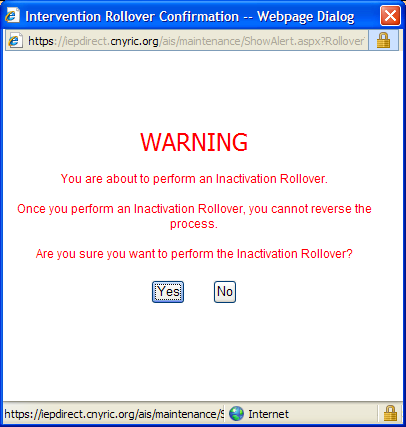 Intervention Rollover Confirmation -- Webpage Dialog
https://iepdirect.cnyric.org/ais/maintenance/ShowAlert.aspx?Rollover
WARNING
You are about to perform an Inactivation Rollover.
Once you perform an Inactivation Rollover, you cannot reverse the
process.
Are you sure you want to perform the Inactivation Rollover?
Yes No
https://iepdirect.cnyric.org/ais/maintenance/S Internet